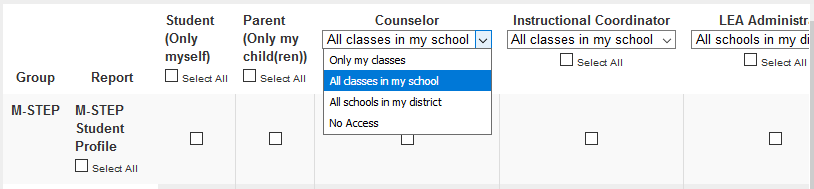 Group
Report
Student
(Only
myself)
Select All
Parent
(Only my
child(ren))
Select All
Counselor
All classes in my school
Only my classes
All classes in my school
All schools in my district
No Access
Instructional Coordinator
All classes in my school
Select All
LEA Administra
All schools in my di
Select All
M-STEP
M-STEP
Student
Profile
Select All